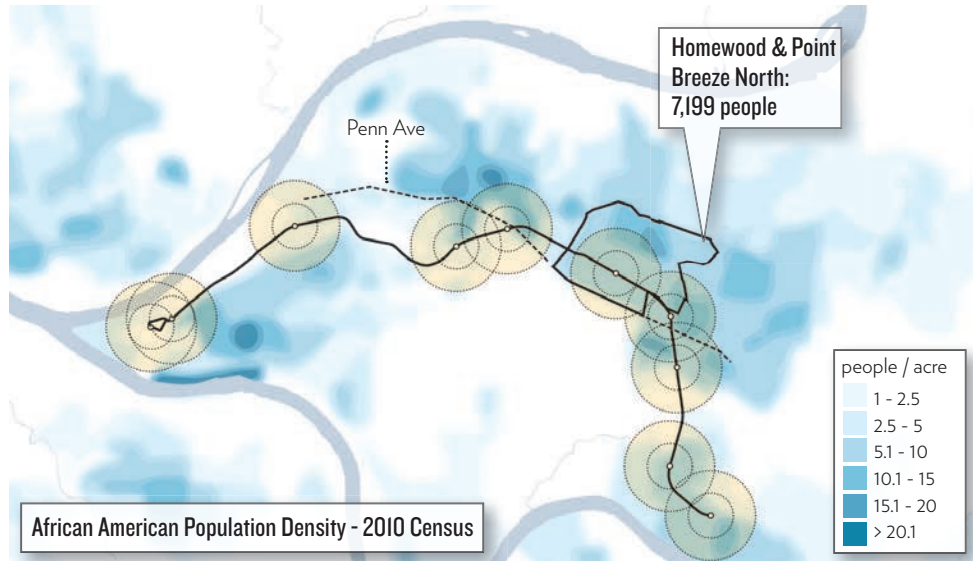 Homewood & Point
Breeze North:
7,199 people
Penn Ave
people / acre
1 - 2.5
2.5 - 5
5.1 - 10
10.1 - 15
15.1 - 20
> 20.1
African American Population Density - 2010 Census